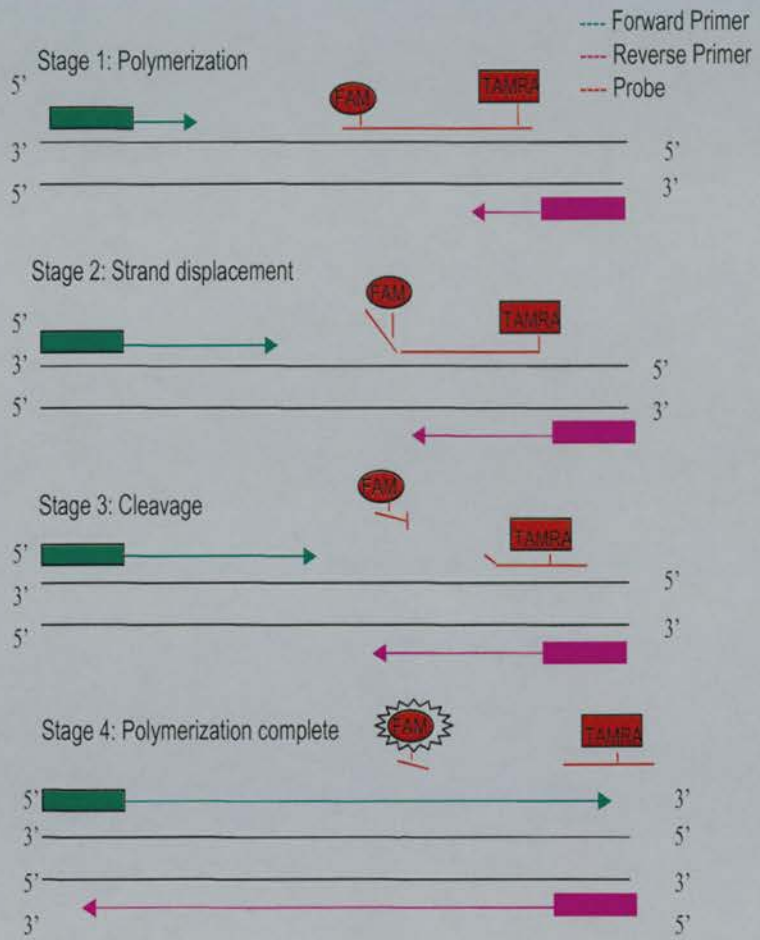 ---- Forward Primer
---- Reverse Primer
---- Probe
Stage 1: Polymerization
5’
FAM
TAMRA
3’
5’
5’
3’
Stage 2: Strand displacement
FAM
5’
TAMRA
3’
5’
5’
3’
FAM
Stage 3: Cleavage
TAMRA
5’
3’
5’
5’
3’
Stage 4: Polymerization complete
FAM
TAMRA
5’
3’
3’
5’
5’
3’
3’
5’